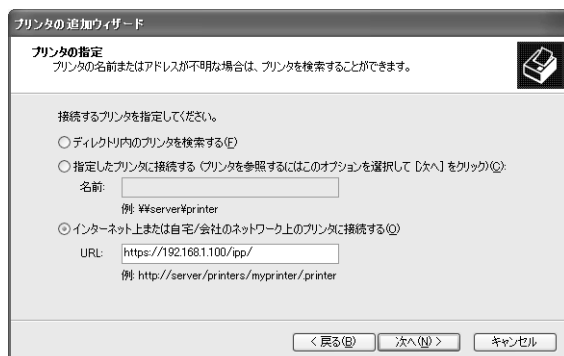 プリンタの追加ウィザード
プリンタの指定
プリンタの名前またはアドレスが不明な場合は、プリンタを検索することができます。
接続するプリンタを指定してください。
ディレクトリ内のプリンタを検索する(F)
指定したプリンタに接続する (プリンタを参照するにはこのオプションを選択して [次へ] をクリック)(C):
名前:
例: ¥¥server¥printer
インターネット上または自宅/会社のネットワーク上のプリンタに接続する(O)
URL: https://192.168.1.100/ipp/
例: http://server/printers/myprinter/.printer
< 戻る(B) 次へ(N) > キャンセル